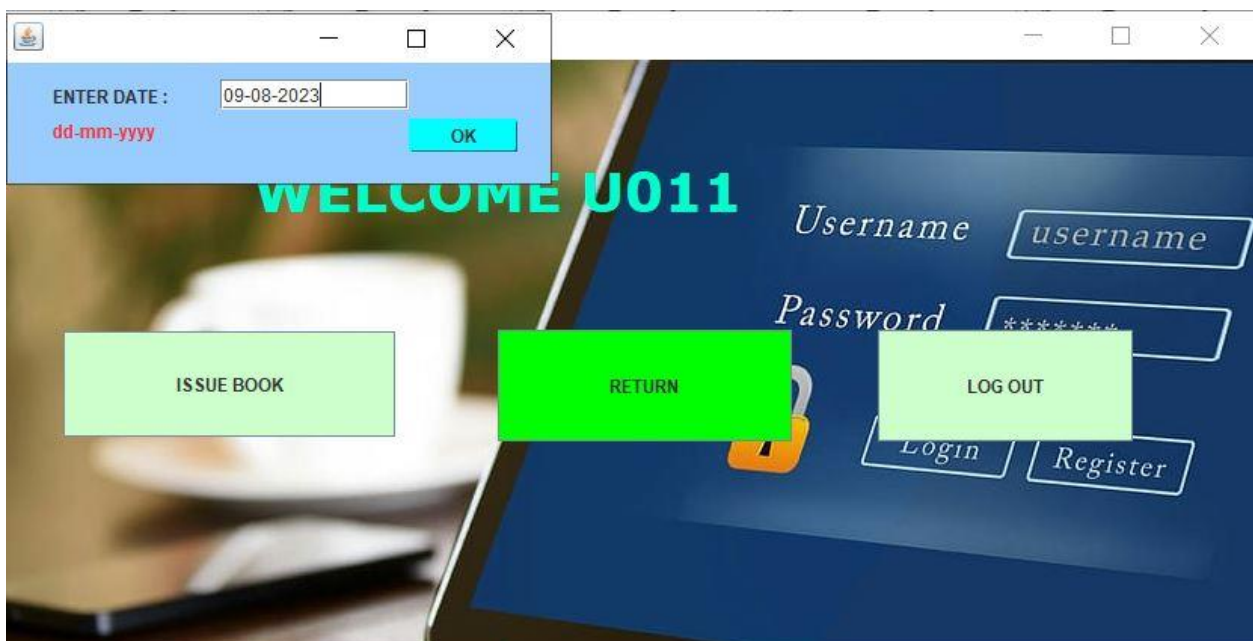 ENTER DATE :
09-08-2023
dd-mm-yyyy
OK
WELCOME U011
Username
username
Password
*******
ISSUE BOOK
RETURN
LOG OUT
Login
Register